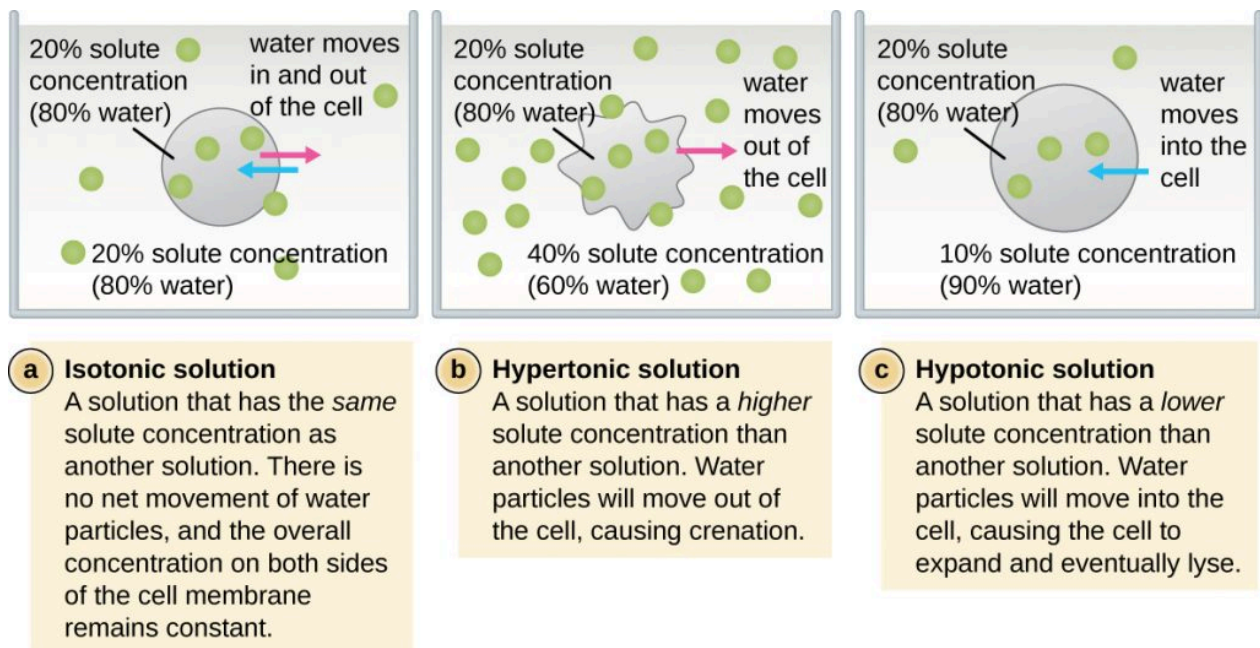 20% solute
concentration
(80% water)
water moves
in and out
of the cell
20% solute concentration
(80% water)
20% solute
concentration
(80% water)
water
moves
out of
the cell
40% solute concentration
(60% water)
20% solute
concentration
(80% water)
water
moves
into the
cell
10% solute concentration
(90% water)
a Isotonic solution
A solution that has the same
solute concentration as
another solution. There is
no net movement of water
particles, and the overall
concentration on both sides
of the cell membrane
remains constant.
b Hypertonic solution
A solution that has a higher
solute concentration than
another solution. Water
particles will move out of
the cell, causing crenation.
c Hypotonic solution
A solution that has a lower
solute concentration than
another solution. Water
particles will move into the
cell, causing the cell to
expand and eventually lyse.